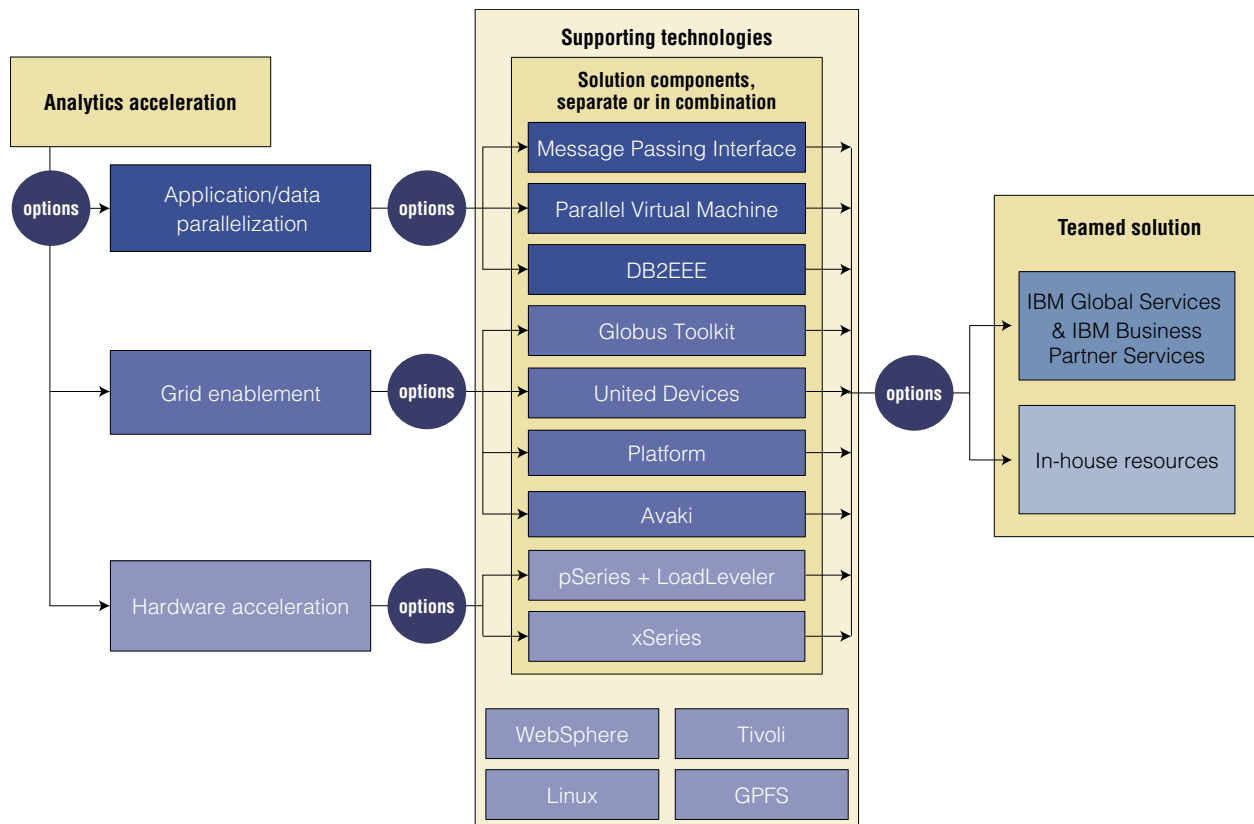 Analytics acceleration
options
Application/data
parallelization
options
Grid enablement
options
Hardware acceleration
options
Supporting technologies
Solution components,
separate or in combination
Message Passing Interface
Parallel Virtual Machine
DB2EEE
Globus Toolkit
United Devices
Platform
Avaki
pSeries + LoadLeveler
xSeries
WebSphere
Tivoli
Linux
GPFS
options
Teamed solution
IBM Global Services
& IBM Business
Partner Services
In-house resources